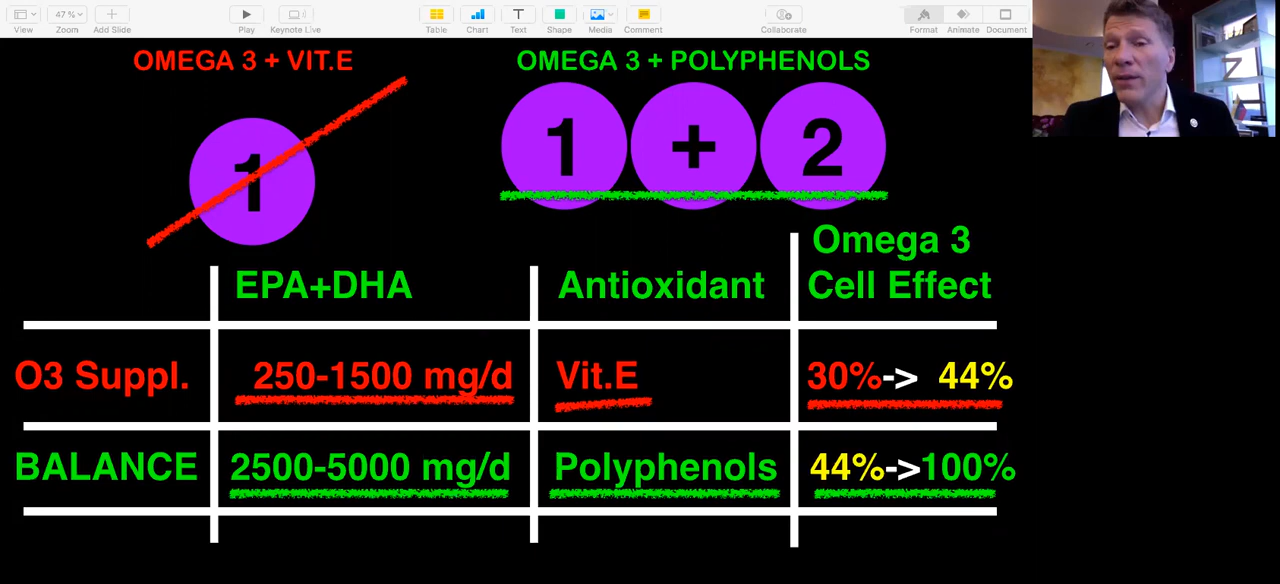 View
47 %
Zoom
Add Slide
Play
Keynote Live
Table
Chart
Text
Shape
Media
Comment
Collaborate
Format
Animate
Document
OMEGA 3 + VIT.E
OMEGA 3 + POLYPHENOLS
1
1 + 2
EPA+DHA
Antioxidant
Omega 3
Cell Effect
O3 Suppl.
250-1500 mg/d
Vit.E
30%-> 44%
BALANCE
2500-5000 mg/d
Polyphenols
44%->100%